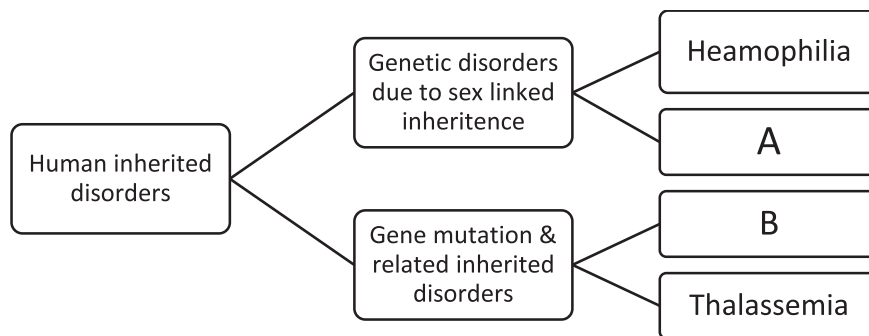 Human inherited
disorders
Genetic disorders
due to sex linked
inheritence
Gene mutation &
related inherited
disorders
Heamophilia
A
B
Thalassemia